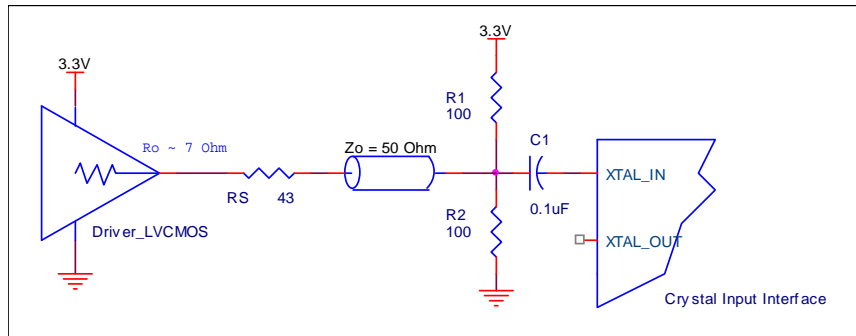 3.3V
Ro ~ 7 Ohm
RS 43
Driver_LVCMOS
Zo = 50 Ohm
3.3V
R1
100
R2
100
C1
0.1uF
XTAL_IN
XTAL_OUT
Crystal Input Interface